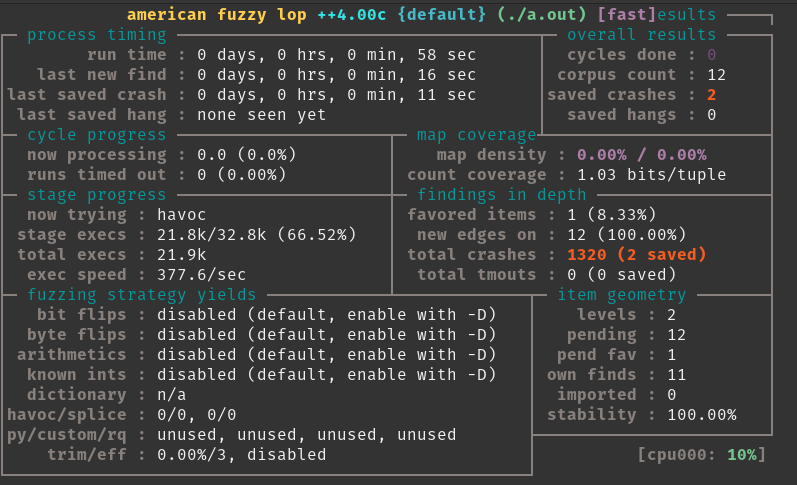 american fuzzy lop ++4.00c {default} (./a.out) [fast]esults
process timing overall results
run time : 0 days, 0 hrs, 0 min, 58 sec cycles done : 0
last new find : 0 days, 0 hrs, 0 min, 16 sec corpus count : 12
last saved crash : 0 days, 0 hrs, 0 min, 11 sec saved crashes : 2
last saved hang : none seen yet saved hangs : 0
cycle progress map coverage
now processing : 0.0 (0.0%) map density : 0.00% / 0.00%
runs timed out : 0 (0.00%) count coverage : 1.03 bits/tuple
stage progress findings in depth
now trying : havoc favored items : 1 (8.33%)
stage execs : 21.8k/32.8k (66.52%) new edges on : 12 (100.00%)
total execs : 21.9k total crashes : 1320 (2 saved)
exec speed : 377.6/sec total tmouts : 0 (0 saved)
fuzzing strategy yields item geometry
bit flips : disabled (default, enable with -D) levels : 2
byte flips : disabled (default, enable with -D) pending : 12
arithmetics : disabled (default, enable with -D) pend fav : 1
known ints : disabled (default, enable with -D) own finds : 11
dictionary : n/a imported : 0
havoc/splice : 0/0, 0/0 stability : 100.00%
py/custom/rq : unused, unused, unused, unused
trim/eff : 0.00%/3, disabled [cpu000: 10%]